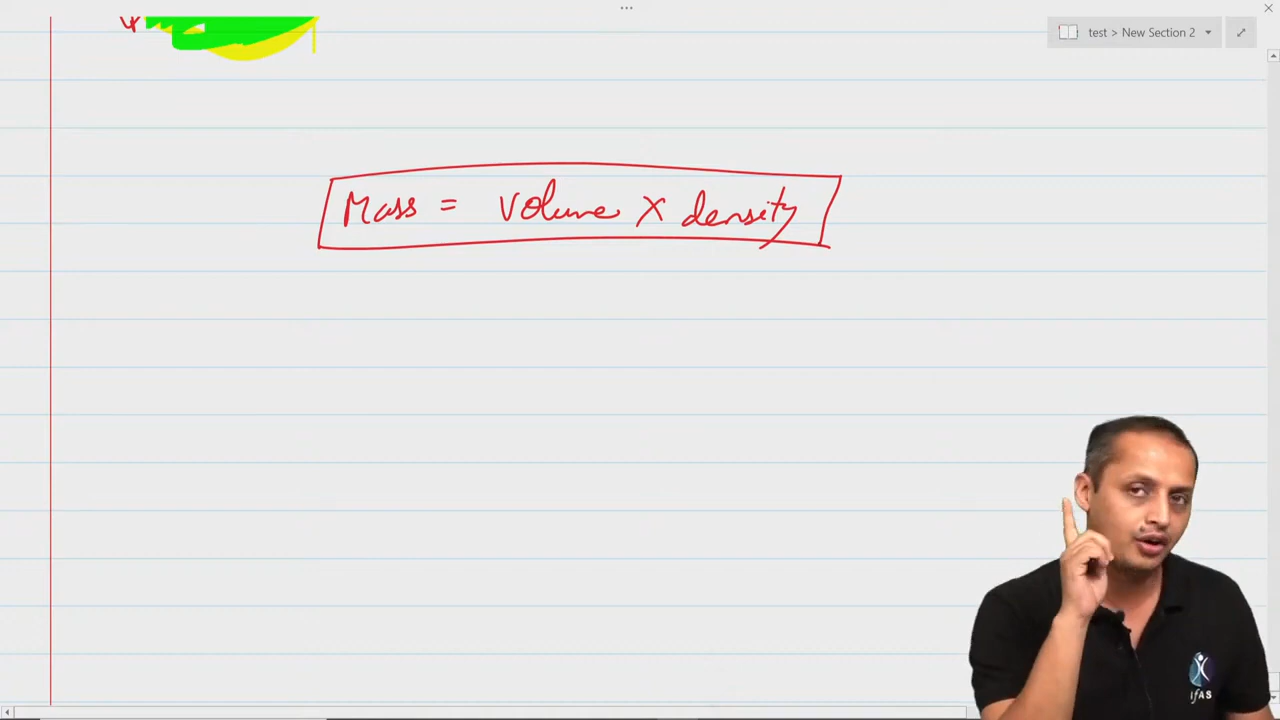 test > New Section 2
Mass = Volume X density
ifAS